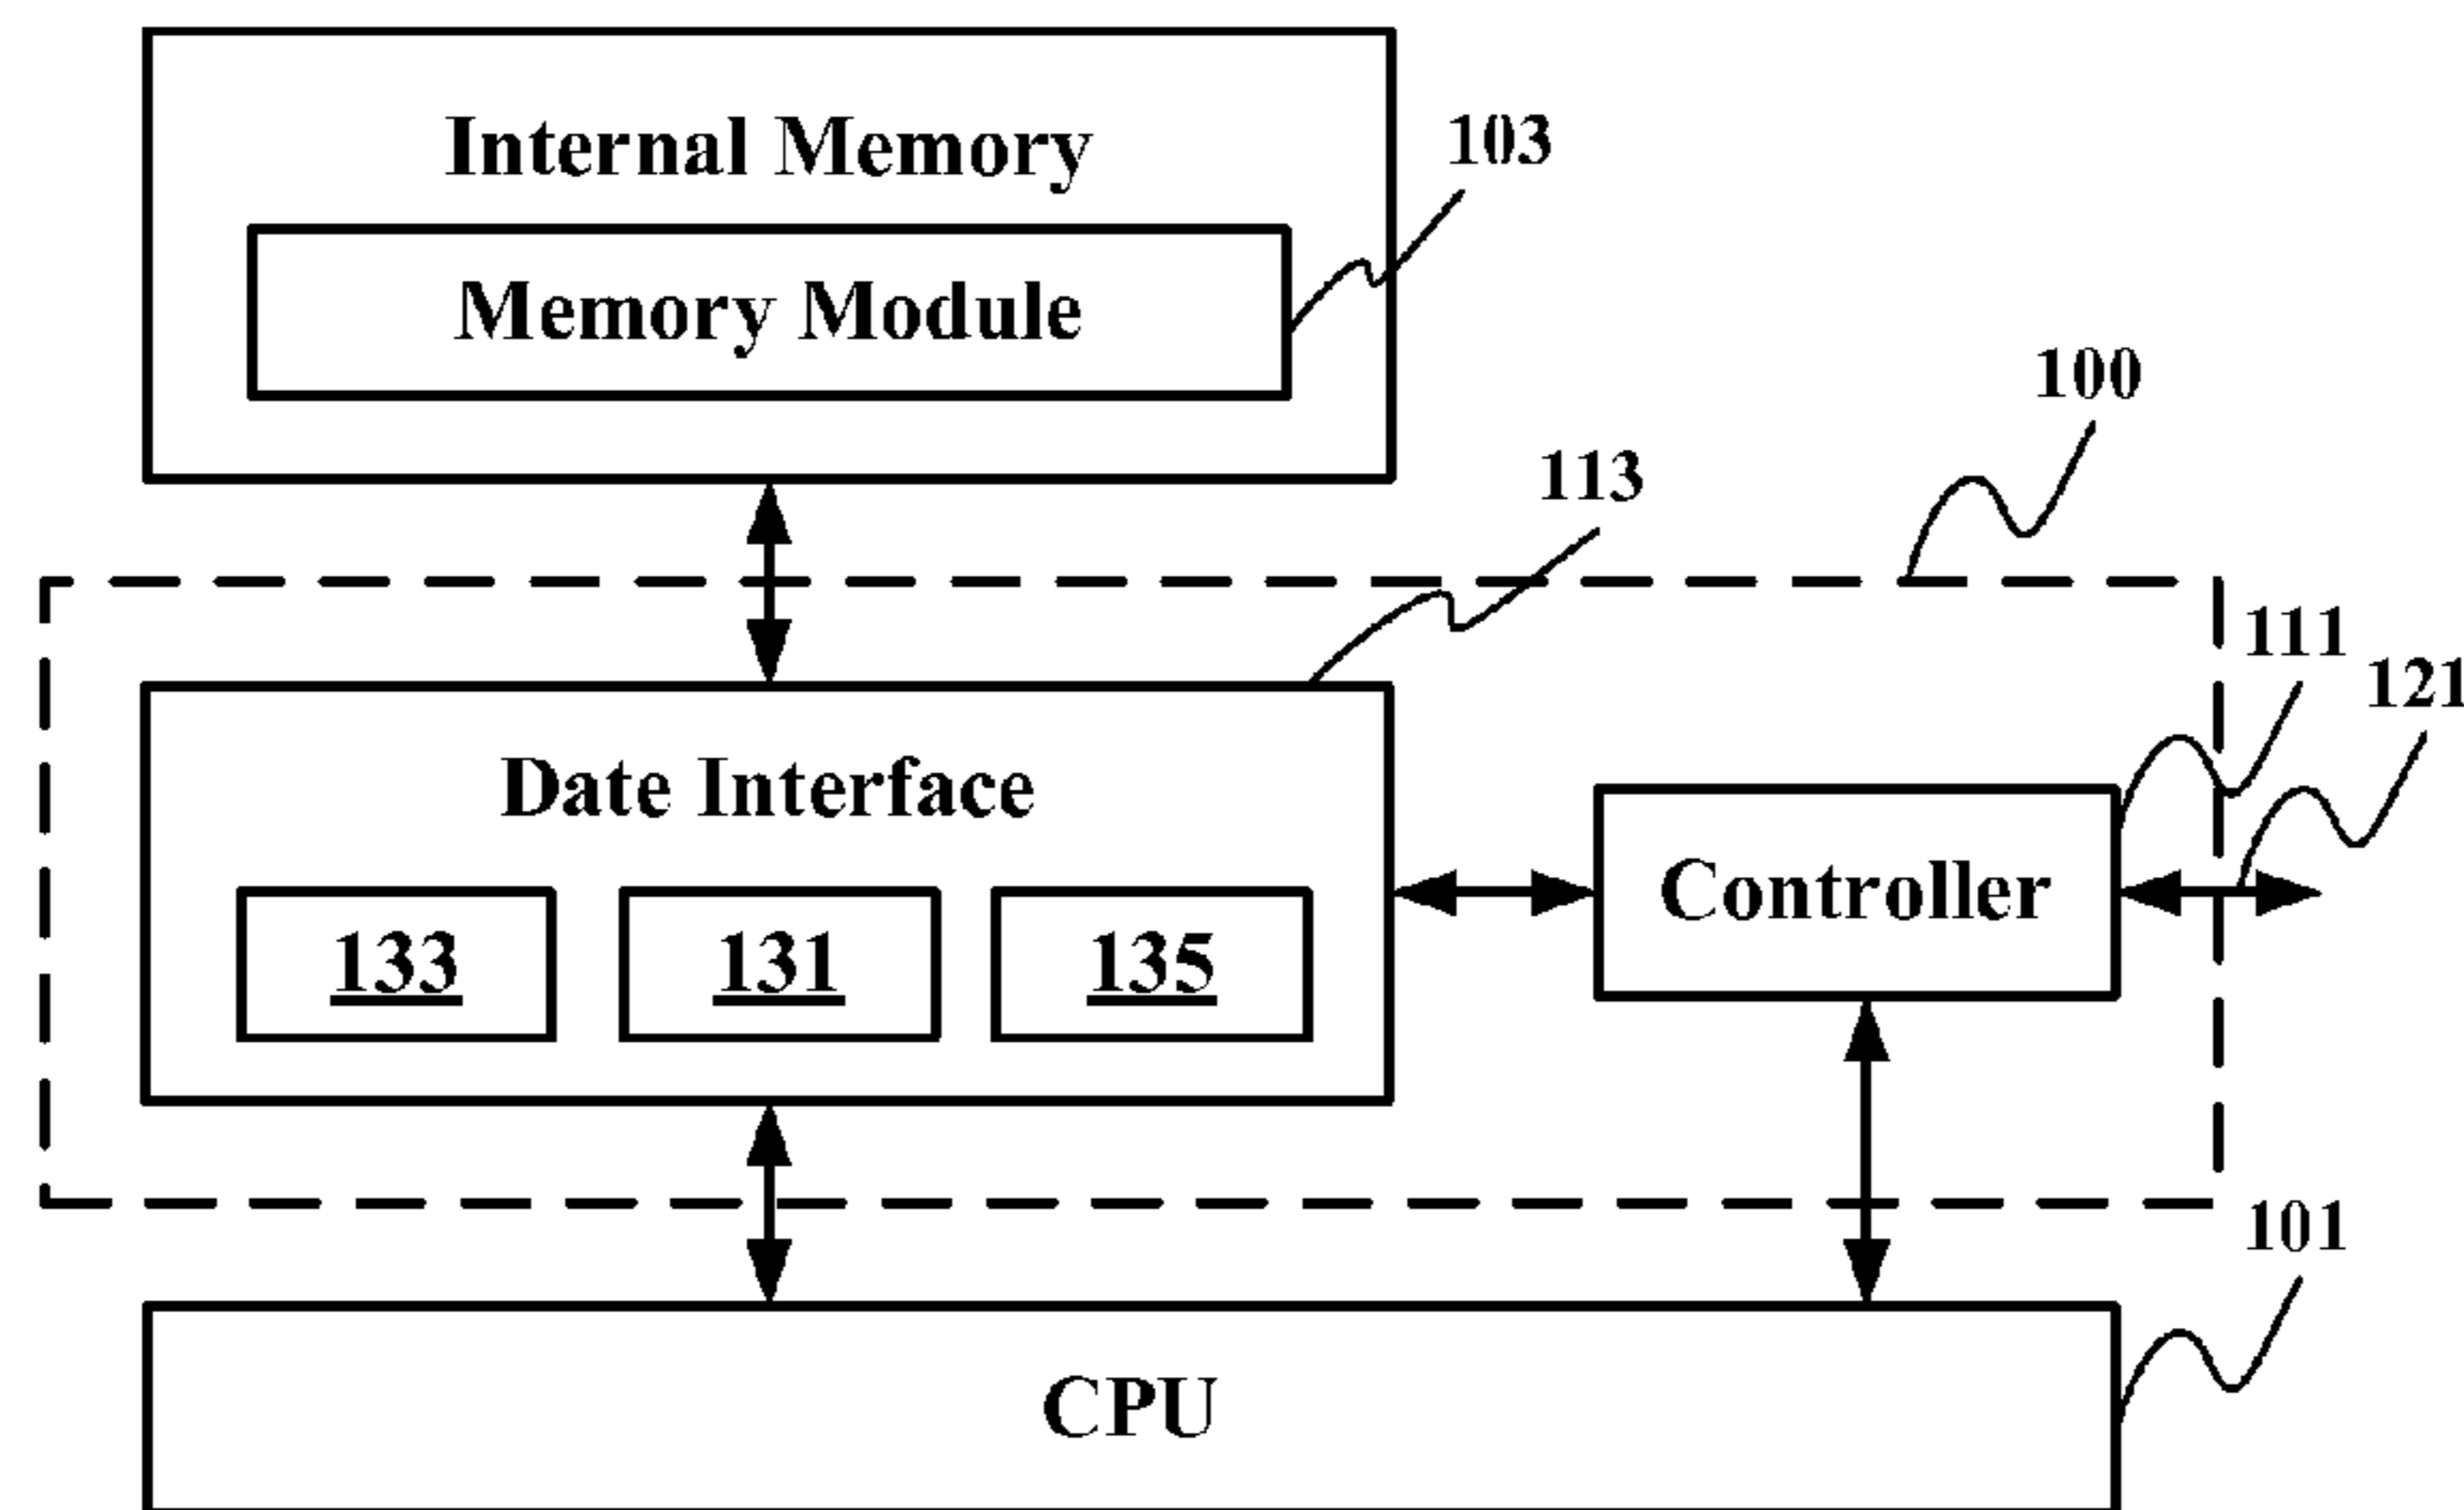 Internal Memory
103
Memory Module
100
113
111
121
Date Interface
Controller
133 131 135
101
CPU